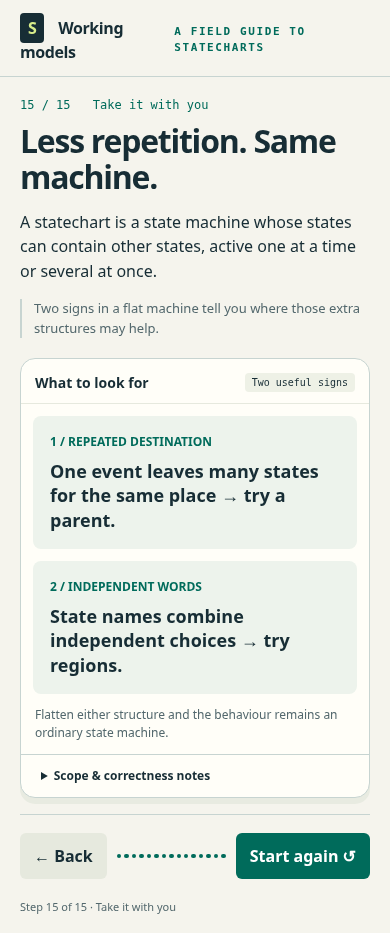 S Working models
A FIELD GUIDE TO STATECHARTS
15 / 15 Take it with you
Less repetition. Same
machine.
A statechart is a state machine whose states
can contain other states, active one at a time
or several at once.
Two signs in a flat machine tell you where those extra
structures may help.
What to look for
Two useful signs
1 / REPEATED DESTINATION
One event leaves many states
for the same place → try a
parent.
2 / INDEPENDENT WORDS
State names combine
independent choices → try
regions.
Flatten either structure and the behaviour remains an
ordinary state machine.
▶ Scope & correctness notes
← Back
Start again ↺
Step 15 of 15 · Take it with you